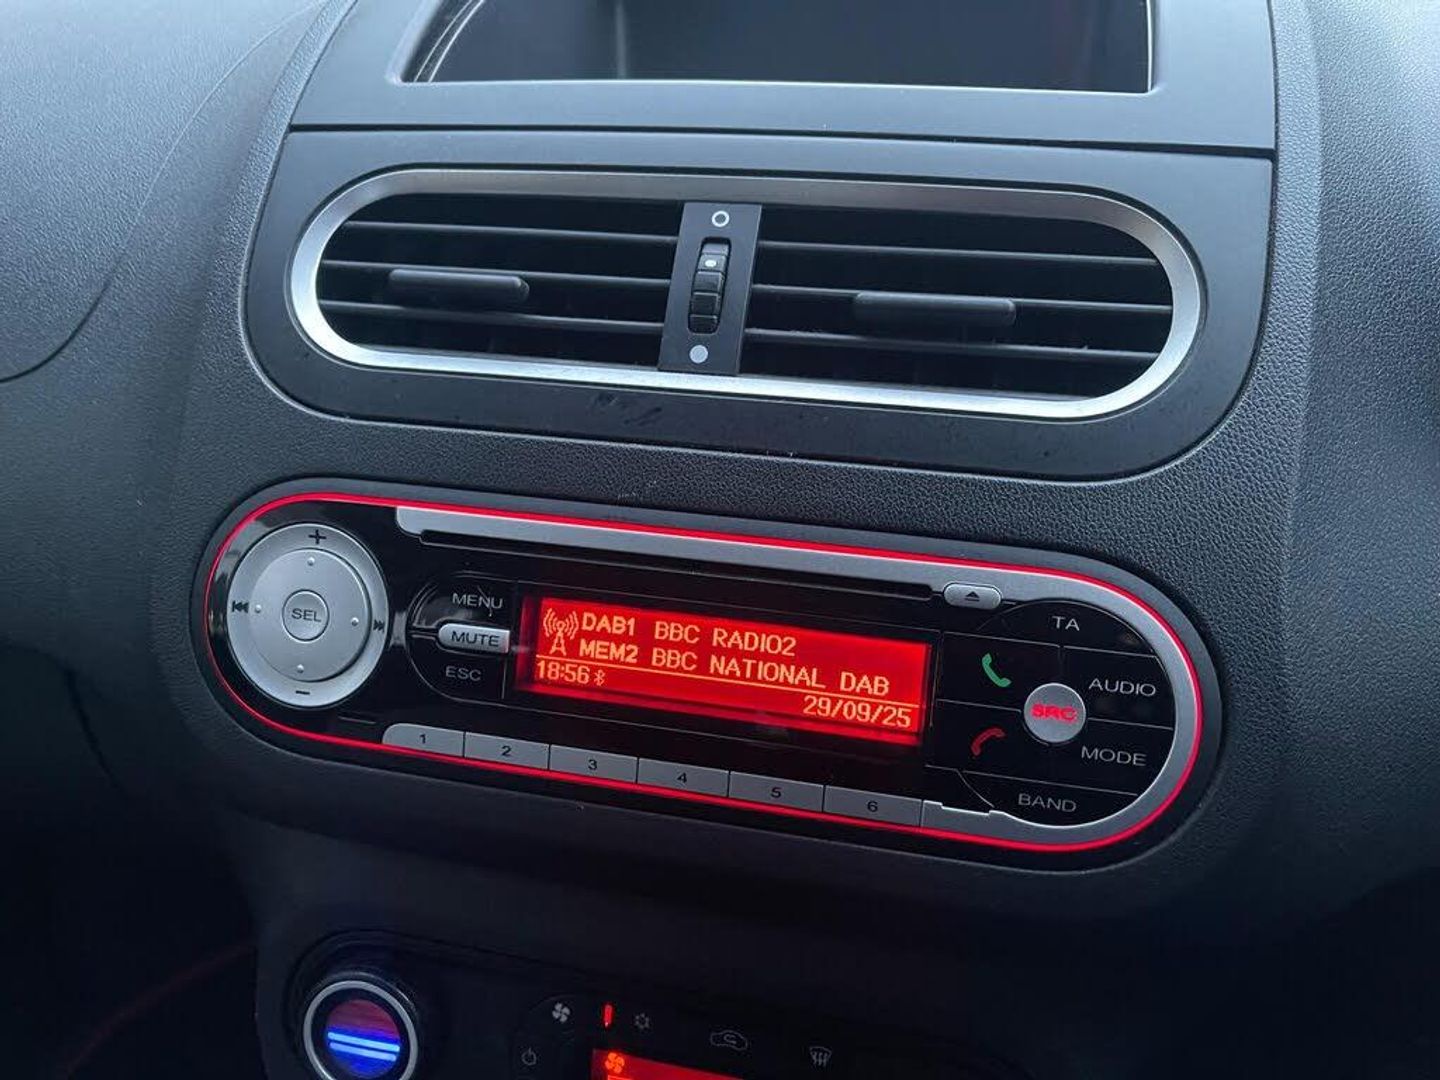 +
SEL
−
MENU
MUTE
ESC
DAB1 BBC RADIO2
MEM2 BBC NATIONAL DAB
18:56
29/09/25
TA
AUDIO
SRC
MODE
BAND
1 2 3 4 5 6